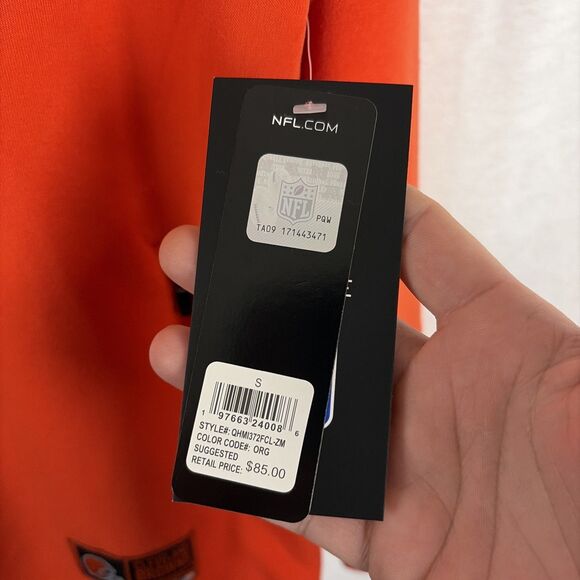 NFL.COM
NFL
PQW
TA09 171443471
E
S
1 97663 24008 6
STYLE#: QHMI372FCL-ZM
COLOR CODE#: ORG
SUGGESTED
RETAIL PRICE: $85.00